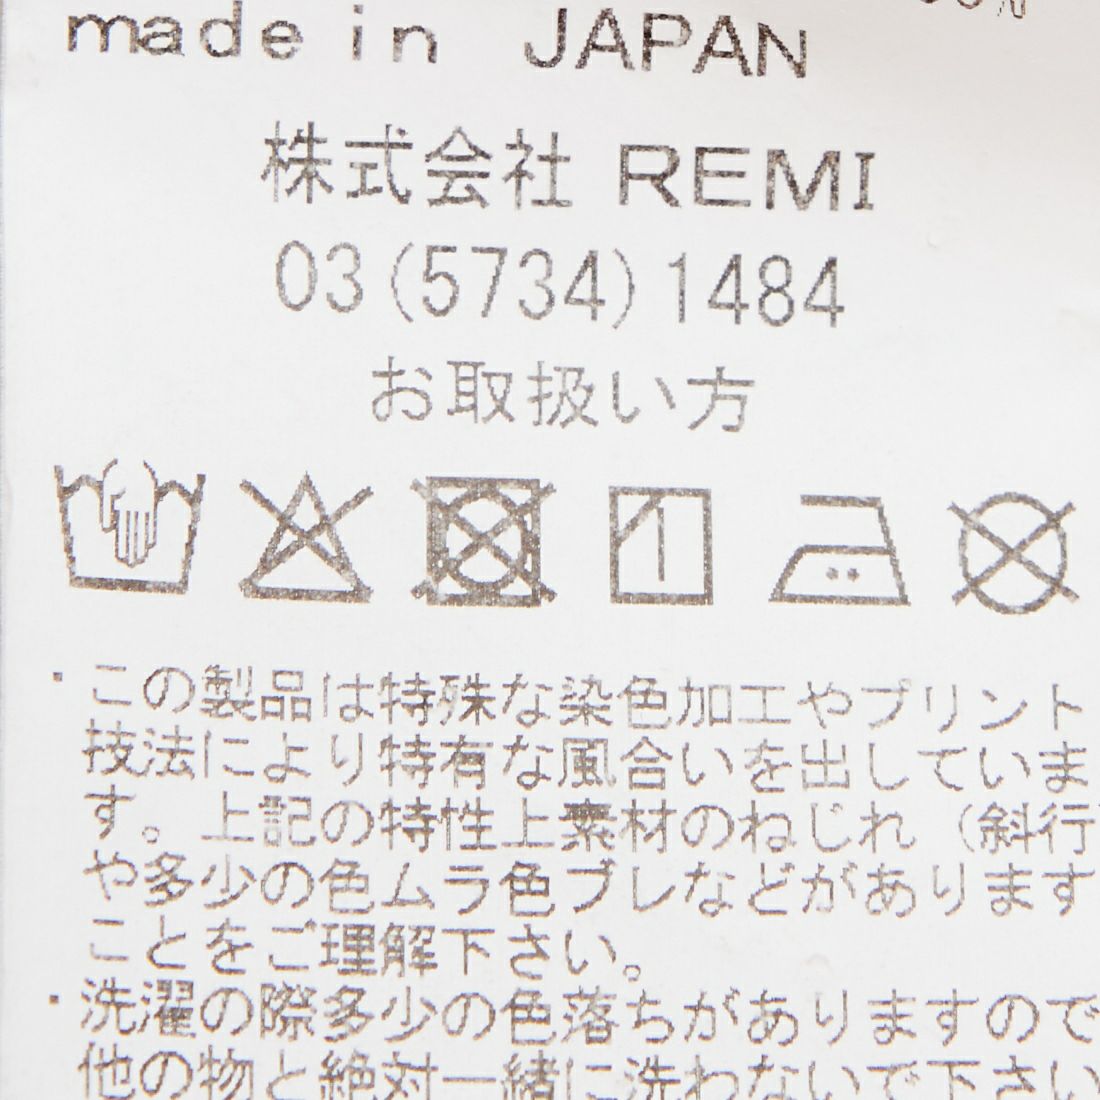 made in JAPAN
株式会社 REMI
03(5734)1484
お取扱い方
・この製品は特殊な染色加工やプリント
技法により特有な風合いを出していま
す。上記の特性上素材のねじれ（斜行）
や多少の色ムラ色ブレなどがあります
ことをご理解下さい。
・洗濯の際多少の色落ちがありますので
他の物と絶対一緒に洗わないで下さい